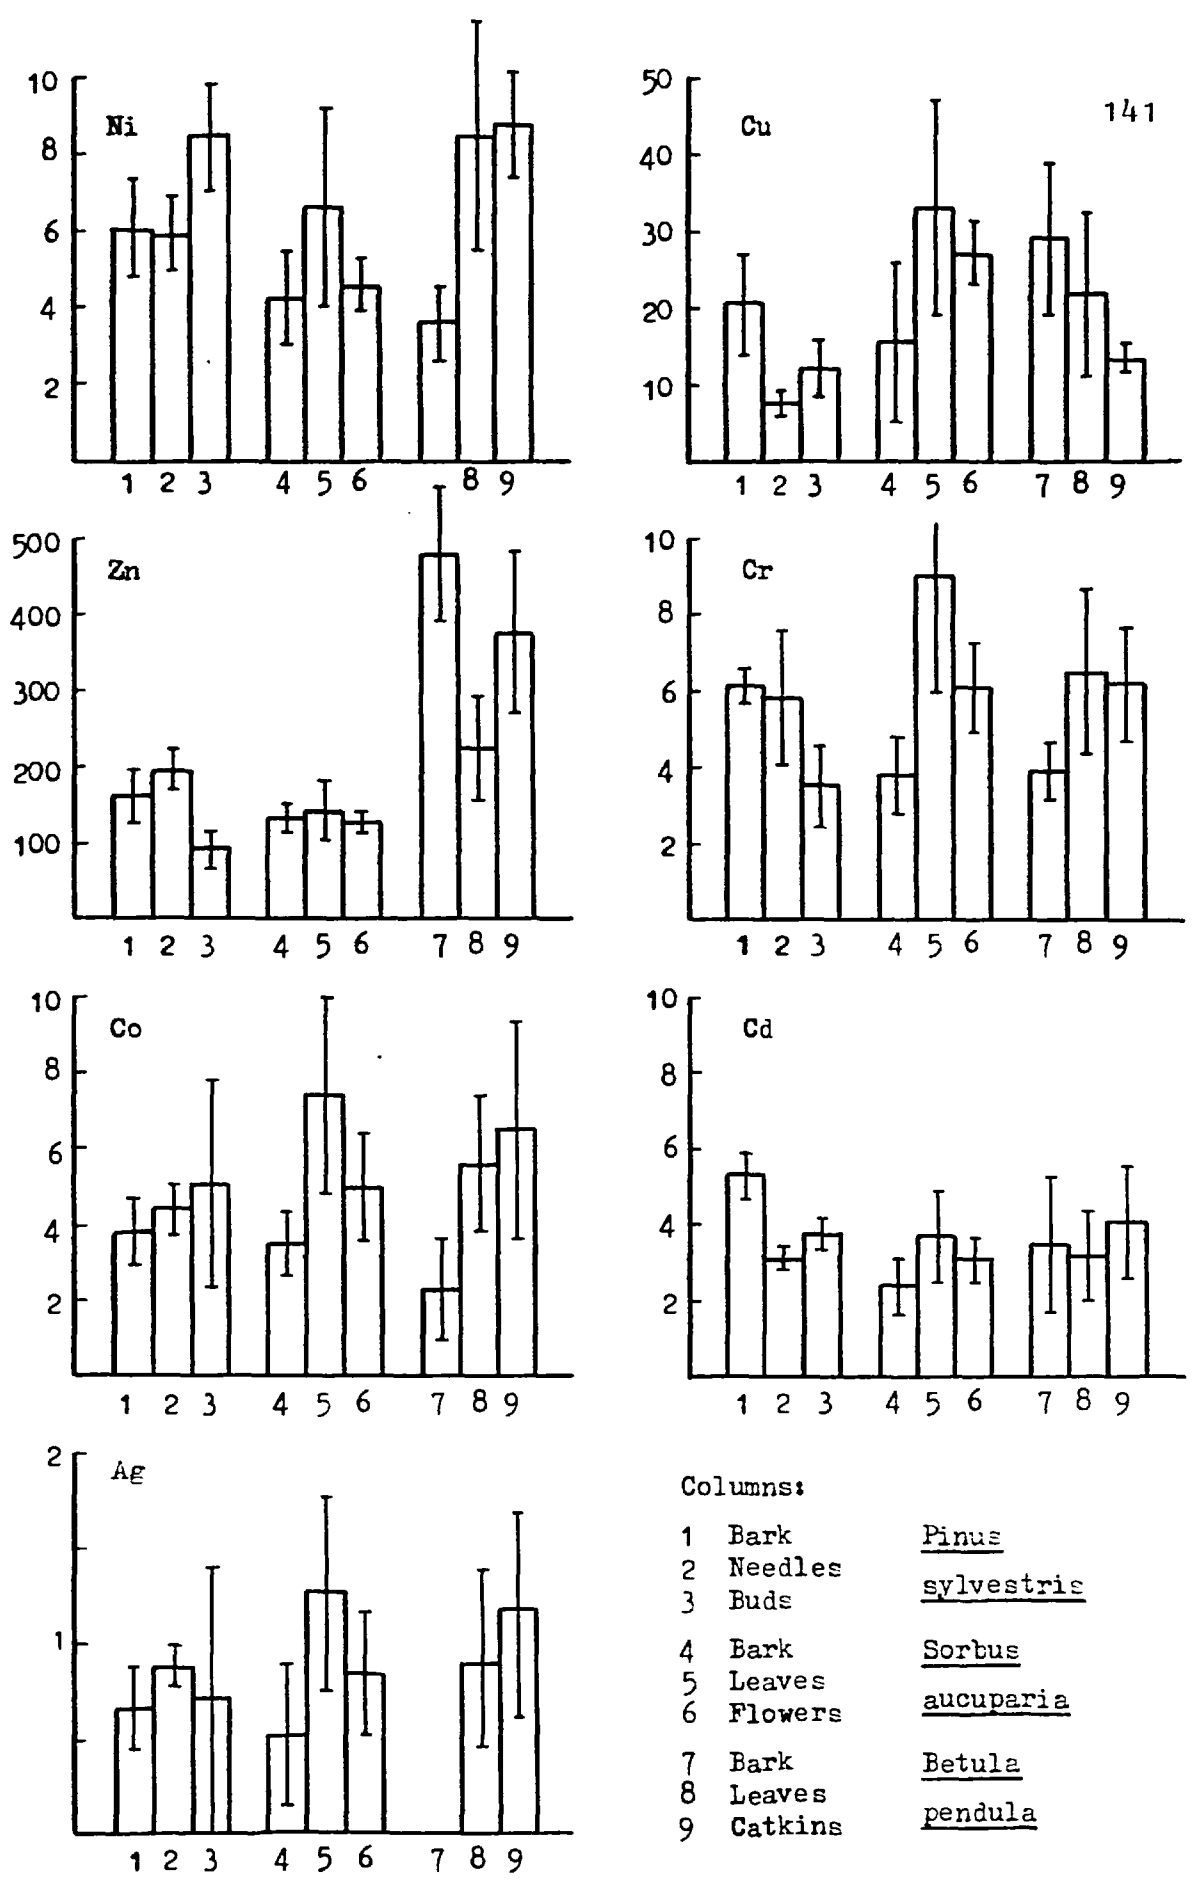 141
Ni
10
8
6
4
2
1 2 3 4 5 6 8 9
Cu
50
40
30
20
10
1 2 3 4 5 6 7 8 9
Zn
500
400
300
200
100
1 2 3 4 5 6 7 8 9
Cr
10
8
6
4
2
1 2 3 4 5 6 7 8 9
Co
10
8
6
4
2
1 2 3 4 5 6 7 8 9
Cd
10
8
6
4
2
1 2 3 4 5 6 7 8 9
Ag
2
1
1 2 3 4 5 6 7 8 9
Columns:
1 Bark Pinus
2 Needles
sylvestris
3 Buds
4 Bark Sorbus
5 Leaves
aucuparia
6 Flowers
7 Bark Betula
8 Leaves
pendula
9 Catkins